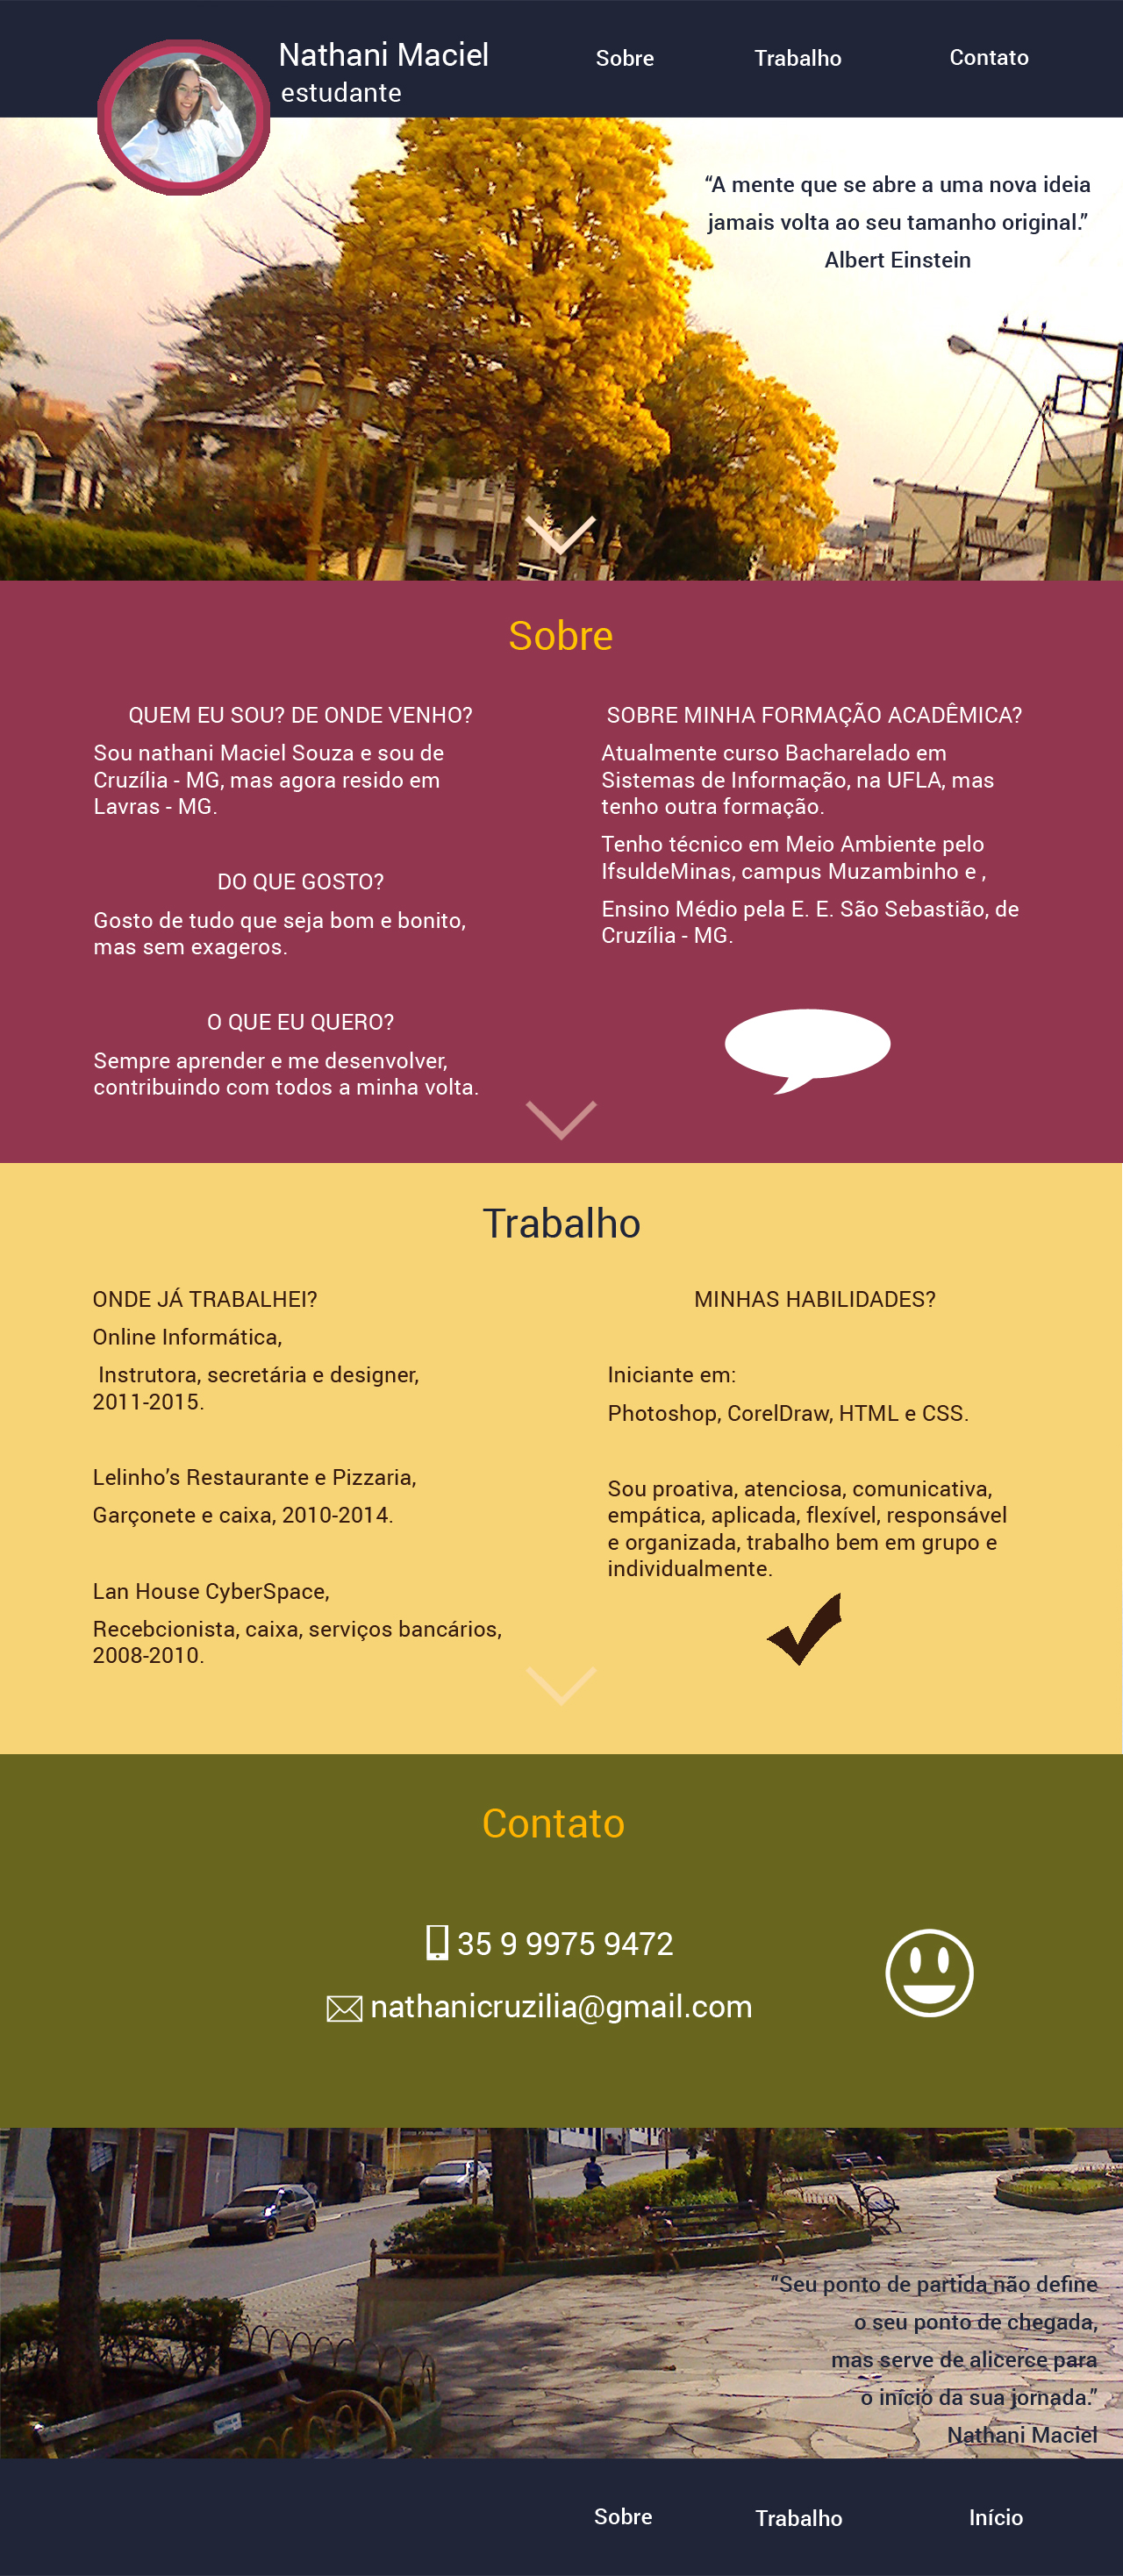 Nathani Maciel
estudante
Sobre
Trabalho
Contato
“A mente que se abre a uma nova ideia
jamais volta ao seu tamanho original.”
Albert Einstein
Sobre
QUEM EU SOU? DE ONDE VENHO?
Sou nathani Maciel Souza e sou de
Cruzília - MG, mas agora resido em
Lavras - MG.
DO QUE GOSTO?
Gosto de tudo que seja bom e bonito,
mas sem exageros.
O QUE EU QUERO?
Sempre aprender e me desenvolver,
contribuindo com todos a minha volta.
SOBRE MINHA FORMAÇÃO ACADÊMICA?
Atualmente curso Bacharelado em
Sistemas de Informação, na UFLA, mas
tenho outra formação.
Tenho técnico em Meio Ambiente pelo
IfsuldeMinas, campus Muzambinho e ,
Ensino Médio pela E. E. São Sebastião, de
Cruzília - MG.
Trabalho
ONDE JÁ TRABALHEI?
Online Informática,
Instrutora, secretária e designer,
2011-2015.
Lelinho’s Restaurante e Pizzaria,
Garçonete e caixa, 2010-2014.
Lan House CyberSpace,
Recebcionista, caixa, serviços bancários,
2008-2010.
MINHAS HABILIDADES?
Iniciante em:
Photoshop, CorelDraw, HTML e CSS.
Sou proativa, atenciosa, comunicativa,
empática, aplicada, flexível, responsável
e organizada, trabalho bem em grupo e
individualmente.
Contato
35 9 9975 9472
nathanicruzilia@gmail.com
“Seu ponto de partida não define
o seu ponto de chegada,
mas serve de alicerce para
o início da sua jornada.”
Nathani Maciel
Sobre
Trabalho
Início